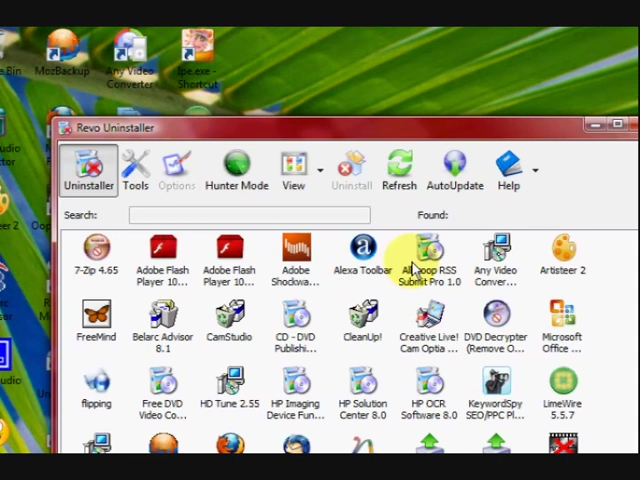 e Bin
MozBackup
Any Video
Converter
Ipe.exe -
Shortcut
Revo Uninstaller
Uninstaller
Tools
Options
Hunter Mode
View
Uninstall
Refresh
AutoUpdate
Help
Search:
Found:
7-Zip 4.65
Adobe Flash
Player 10...
Adobe Flash
Player 10...
Adobe
Shockwa...
Alexa Toolbar
RSS
Submit Pro 1.0
Any Video
Conver...
Artisteer 2
FreeMind
Belarc Advisor
8.1
CamStudio
CD - DVD
Publishi...
CleanUp!
Creative Live!
Cam Optia ...
DVD Decrypter
(Remove O...
Microsoft
Office ...
flipping
Free DVD
Video Co...
HD Tune 2.55
HP Imaging
Device Fun...
HP Solution
Center 8.0
HP OCR
Software 8.0
KeywordSpy
SEO/PPC Pl...
LimeWire
5.5.7